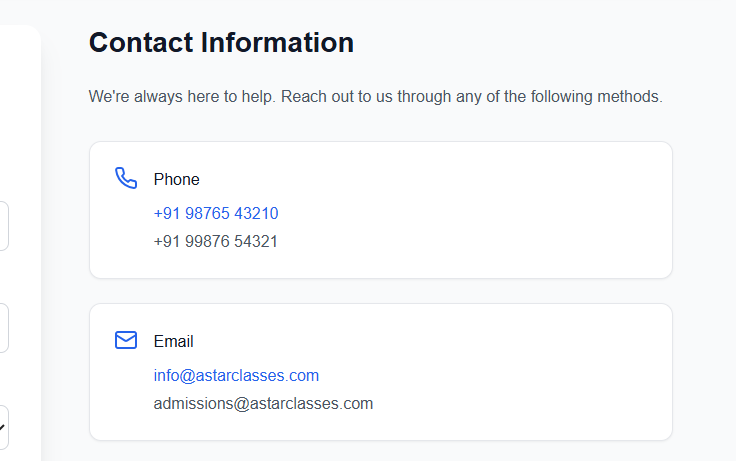 Contact Information
We're always here to help. Reach out to us through any of the following methods.
Phone
+91 98765 43210
+91 99876 54321
Email
info@astarclasses.com
admissions@astarclasses.com